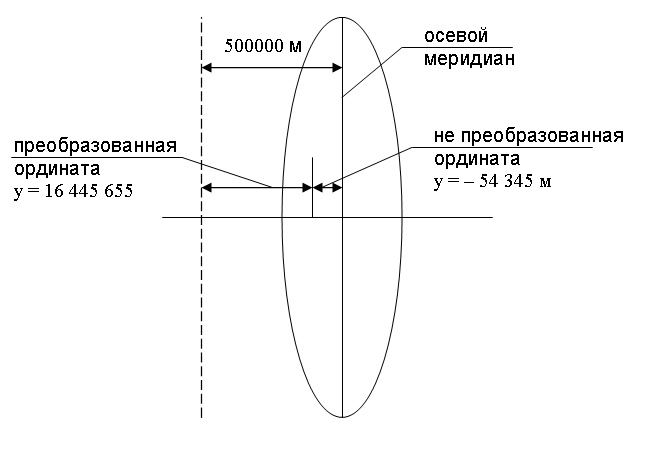 500000 м
осевой
меридиан
преобразованная
ордината
y = 16 445 655
не преобразованная
ордината
y = – 54 345 м